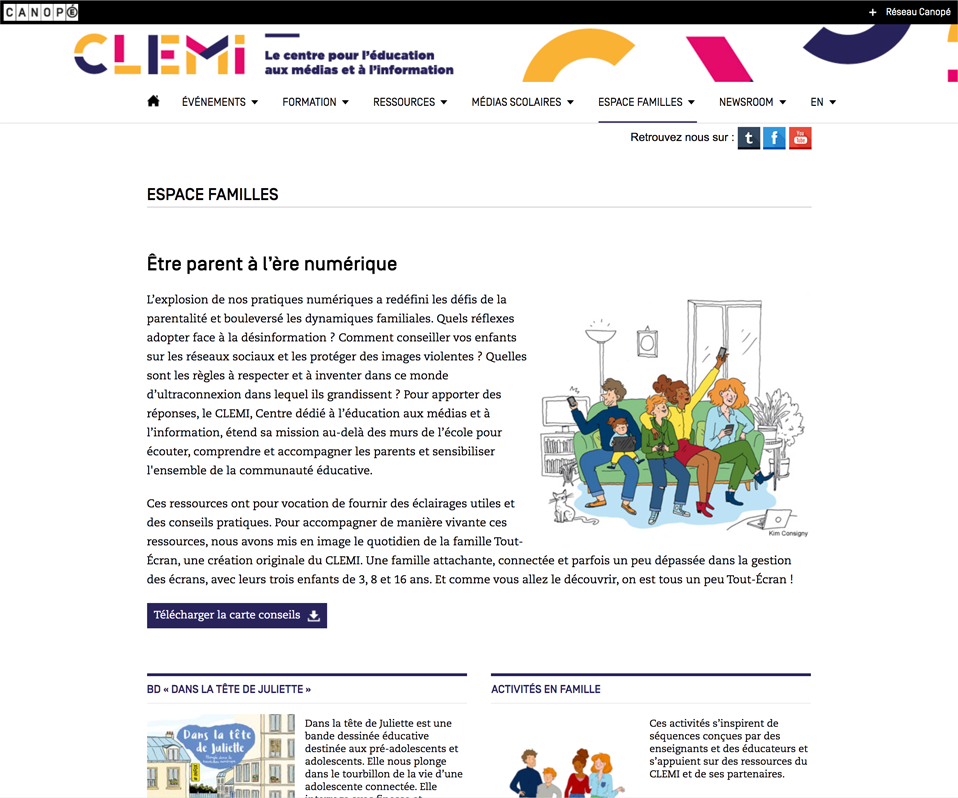 CANOPÉ
+ Réseau Canopé
CLEMI
Le centre pour l'éducation
aux médias et à l'information
ÉVÉNEMENTS
FORMATION
RESSOURCES
MÉDIAS SCOLAIRES
ESPACE FAMILLES
NEWSROOM
EN
Retrouvez nous sur : t f You Tube
ESPACE FAMILLES
Être parent à l'ère numérique
L'explosion de nos pratiques numériques a redéfini les défis de la
parentalité et bouleversé les dynamiques familiales. Quels réflexes
adopter face à la désinformation ? Comment conseiller vos enfants
sur les réseaux sociaux et les protéger des images violentes ? Quelles
sont les règles à respecter et à inventer dans ce monde
d'ultraconnexion dans lequel ils grandissent ? Pour apporter des
réponses, le CLEMI, Centre dédié à l'éducation aux médias et à
l'information, étend sa mission au-delà des murs de l'école pour
écouter, comprendre et accompagner les parents et sensibiliser
l'ensemble de la communauté éducative.
Kim Consigny
Ces ressources ont pour vocation de fournir des éclairages utiles et
des conseils pratiques. Pour accompagner de manière vivante ces
ressources, nous avons mis en image le quotidien de la famille Tout-
Écran, une création originale du CLEMI. Une famille attachante, connectée et parfois un peu dépassée dans la gestion
des écrans, avec leurs trois enfants de 3, 8 et 16 ans. Et comme vous allez le découvrir, on est tous un peu Tout-Écran !
Télécharger la carte conseils
BD « DANS LA TÊTE DE JULIETTE »
Dans la tête
de Juliette
Dans la tête de Juliette est une
bande dessinée éducative
destinée aux pré-adolescents et
adolescents. Elle nous plonge
dans le tourbillon de la vie d'une
adolescente connectée. Elle
interroge avec finesse et
ACTIVITÉS EN FAMILLE
Ces activités s'inspirent de
séquences conçues par des
enseignants et des éducateurs et
s'appuient sur des ressources du
CLEMI et de ses partenaires.